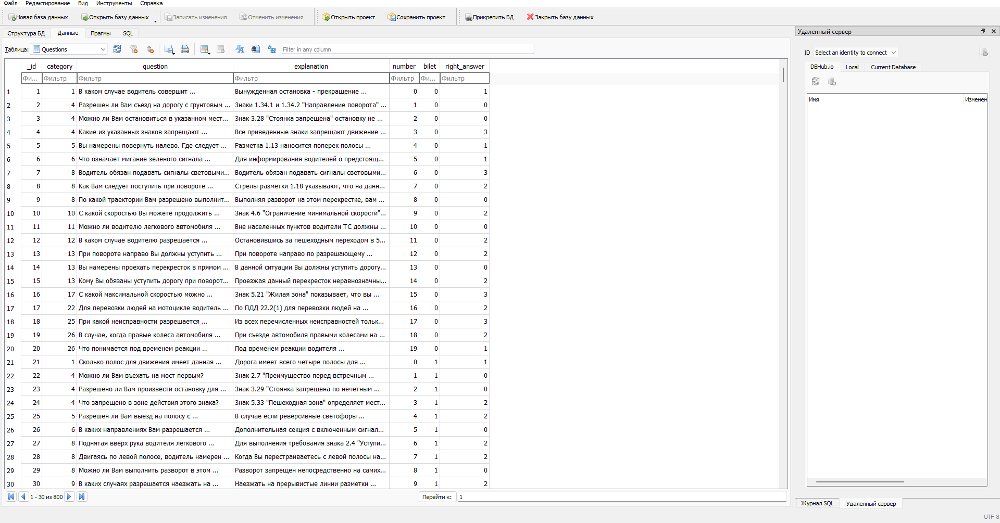 Файл Редактирование Вид Инструменты Справка
Новая база данных Открыть базу данных Записать изменения Отменить изменения Открыть проект Сохранить проект Прикрепить БД Закрыть базу данных
Структура БД Данные Прагмы SQL
Таблица: Questions Filter in any column
_id category question explanation number bilet right_answer
Фи... Фильтр Фильтр Фильтр Фильтр Фи... Фильтр
1 1 1 В каком случае водитель совершит ... Вынужденная остановка - прекращение ... 0 0 1
2 2 4 Разрешен ли Вам съезд на дорогу с грунтовым ... Знаки 1.34.1 и 1.34.2 "Направление поворота" ... 1 0 0
3 3 4 Можно ли Вам остановиться в указанном мест... Знак 3.28 "Стоянка запрещена" остановку не ... 2 0 0
4 4 4 Какие из указанных знаков запрещают ... Все приведенные знаки запрещают движение ... 3 0 3
5 5 5 Вы намерены повернуть налево. Где следует ... Разметка 1.13 наносится поперек полосы ... 4 0 1
6 6 6 Что означает мигание зеленого сигнала ... Для информирования водителей о предстоящ... 5 0 1
7 7 8 Водитель обязан подавать сигналы световыми... Водитель обязан подавать сигналы световыми... 6 0 3
8 8 8 Как Вам следует поступить при повороте ... Стрелы разметки 1.18 указывают, что на данн... 7 0 2
9 9 8 По какой траектории Вам разрешено выполнит... Выполняя разворот на этом перекрестке, вам ... 8 0 0
10 10 10 С какой скоростью Вы можете продолжить ... Знак 4.6 "Ограничение минимальной скорости"... 9 0 2
11 11 11 Можно ли водителю легкового автомобиля ... Вне населенных пунктов водители ТС должны ... 10 0 0
12 12 12 В каком случае водителю разрешается ... Остановившись за пешеходным переходом в 5... 11 0 2
13 13 13 При повороте направо Вы должны уступить ... При повороте направо по разрешающему ... 12 0 2
14 14 13 Вы намерены проехать перекресток в прямом ... В данной ситуации Вы должны уступить дорогу... 13 0 0
15 15 13 Кому Вы обязаны уступить дорогу при поворот... Проезжая данный перекресток неравнозначны... 14 0 2
16 16 17 С какой максимальной скоростью можно ... Знак 5.21 "Жилая зона" показывает, что вы ... 15 0 3
17 17 22 Для перевозки людей на мотоцикле водитель ... По ПДД 22.2(1) для перевозки людей на ... 16 0 2
18 18 25 При какой неисправности разрешается ... Из всех перечисленных неисправностей тольк... 17 0 3
19 19 26 В случае, когда правые колеса автомобиля ... При съезде автомобиля правыми колесами на ... 18 0 2
20 20 26 Что понимается под временем реакции ... Под временем реакции водителя ... 19 0 1
21 21 1 Сколько полос для движения имеет данная ... Дорога имеет всего четыре полосы для ... 0 1 1
22 22 4 Можно ли Вам въехать на мост первым? Знак 2.7 "Преимущество перед встречным ... 1 1 0
23 23 4 Разрешено ли Вам произвести остановку для ... Знак 3.29 "Стоянка запрещена по нечетным ... 2 1 0
24 24 4 Что запрещено в зоне действия этого знака? Знак 5.33 "Пешеходная зона" определяет мест... 3 1 2
25 25 5 Разрешен ли Вам выезд на полосу с ... В случае если реверсивные светофоры ... 4 1 2
26 26 6 В каких направлениях Вам разрешается ... Дополнительная секция с включенным сигнал... 5 1 0
27 27 8 Поднятая вверх рука водителя легкового ... Для выполнения требования знака 2.4 "Уступи... 6 1 2
28 28 8 Двигаясь по левой полосе, водитель намерен ... Когда Вы перестраиваетесь с левой полосы на... 7 1 2
29 29 8 Можно ли Вам выполнить разворот в этом ... Разворот запрещен непосредственно на самих... 8 1 0
30 30 9 В каких случаях разрешается наезжать на ... Наезжать на прерывистые линии разметки ... 9 1 2
1 - 30 из 800 Перейти к: 1
Удаленный сервер
ID Select an identity to connect
DBHub.io Local Current Database
Имя Изменен
Журнал SQL Удаленный сервер
UTF-8